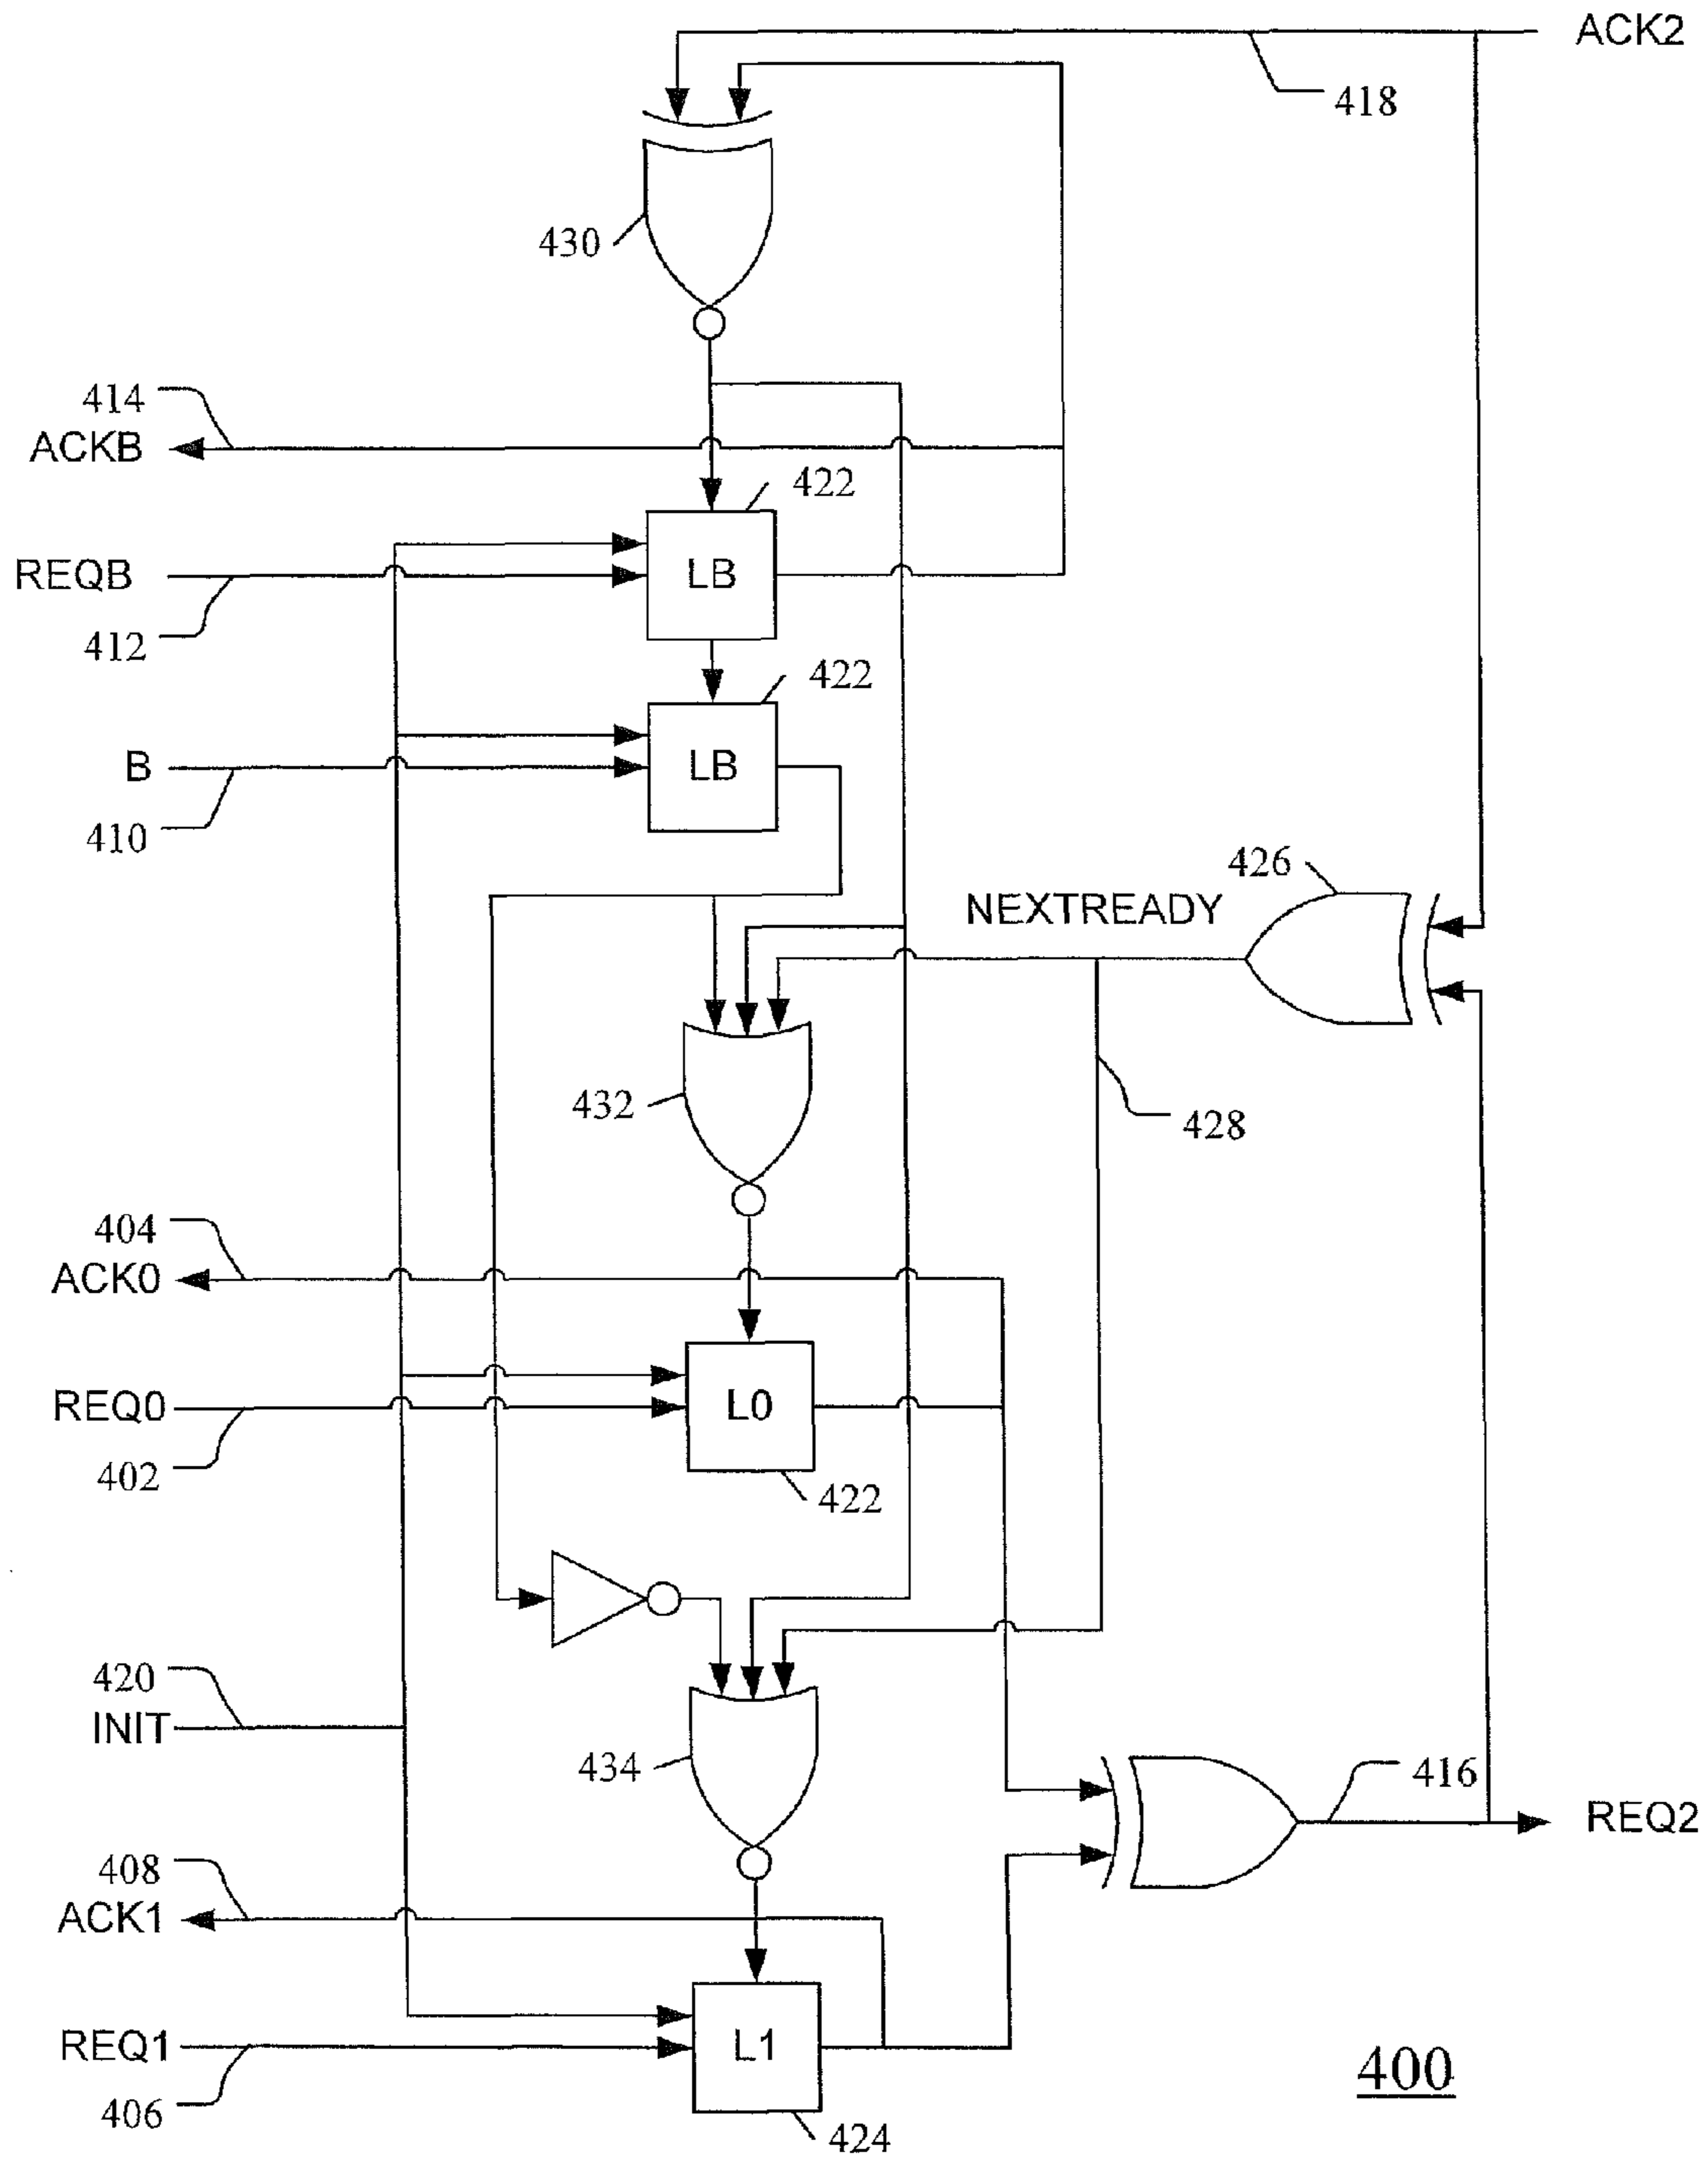 ACK2
418
430
414
ACKB
422
REQB
LB
412
422
B
LB
410
426
NEXTREADY
432
428
404
ACK0
REQ0
L0
402
422
420
INIT
434
416
REQ2
408
ACK1
REQ1
L1
400
406
424